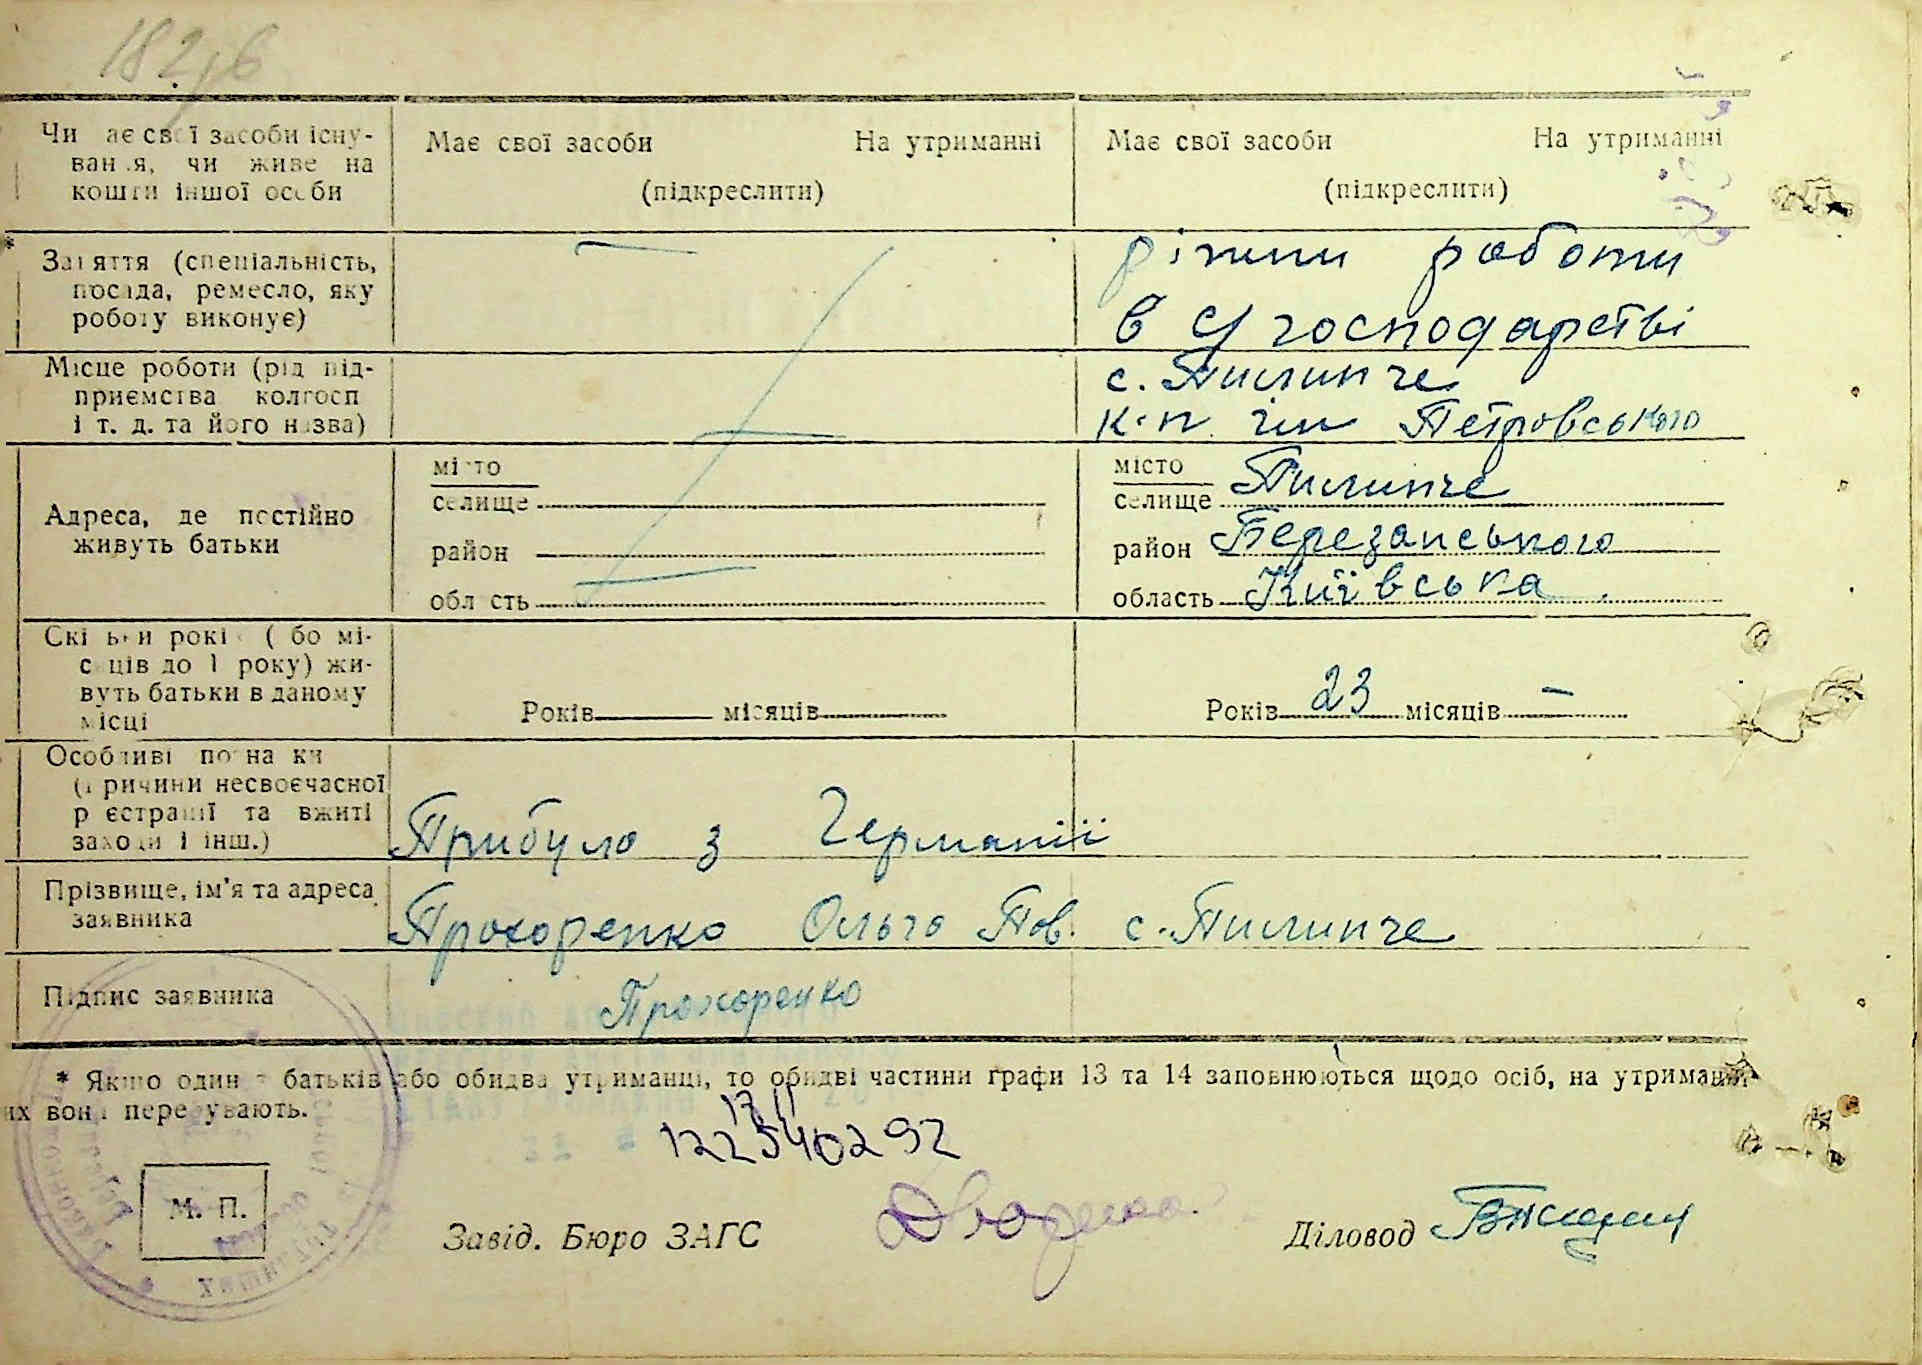 182/6
Чи має свої засоби існування, чи живе на кошти іншої особи
Має свої засоби На утриманні
(підкреслити)
Має свої засоби На утриманні
(підкреслити)
* Заняття (спеціальність, посада, ремесло, яку роботу виконує)
різни роботи
в с/господарстві
Місце роботи (рід підприємства колгосп і т. д. та його назва)
с. Пилипче
к-п ім Петровського
Адреса, де постійно живуть батьки
місто
селище
район
область
місто
селище Пилипче
район Березанського
область Київська
Скільки років (або місяців до 1 року) живуть батьки в даному місці
Років місяців
Років 23 місяців —
Особливі познаки (причини несвоєчасної реєстрації та вжиті заходи і інш.)
Прибула з Германії
Прізвище, ім'я та адреса заявника
Прохоренко Ольга Пав. с. Пилипче
Підпис заявника
Прохоренко
* Якщо один з батьків або обидва утриманці, то обидві частини графи 13 та 14 заповнюються щодо осіб, на утриманні
их вони перебувають.
122540292
М. П.
Завід. Бюро ЗАГС
Діловод